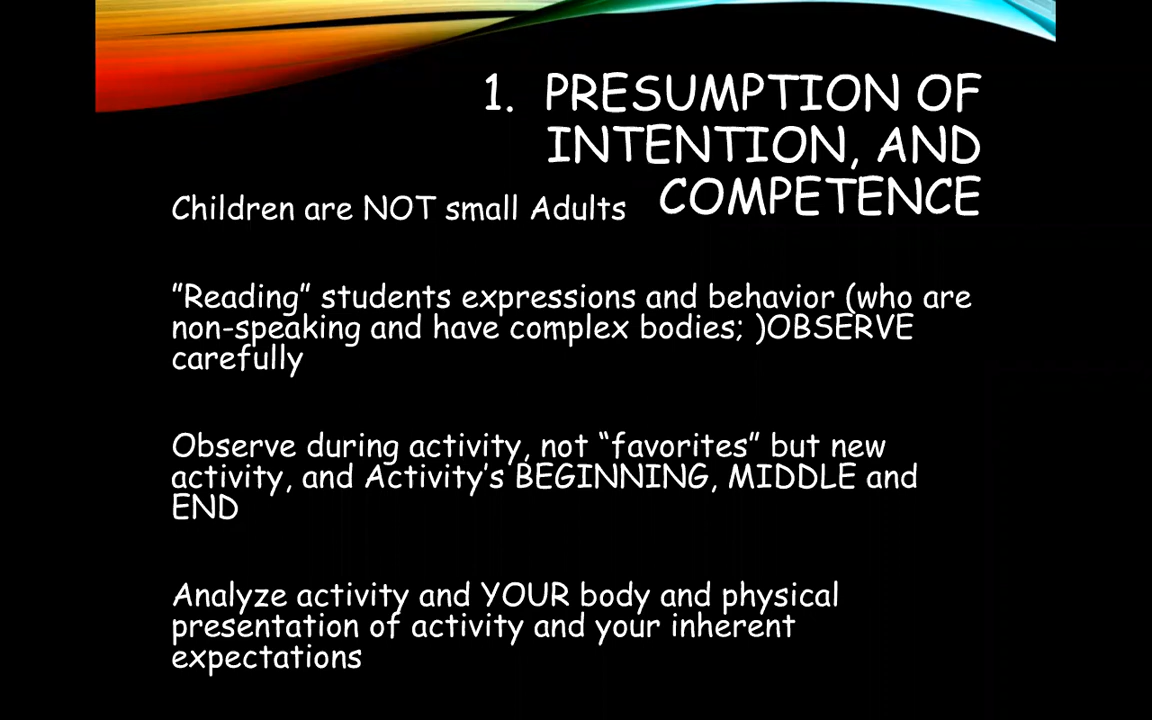 1. PRESUMPTION OF
INTENTION, AND
COMPETENCE
Children are NOT small Adults
”Reading” students expressions and behavior (who are
non-speaking and have complex bodies; )OBSERVE
carefully
Observe during activity, not “favorites” but new
activity, and Activity’s BEGINNING, MIDDLE and
END
Analyze activity and YOUR body and physical
presentation of activity and your inherent
expectations